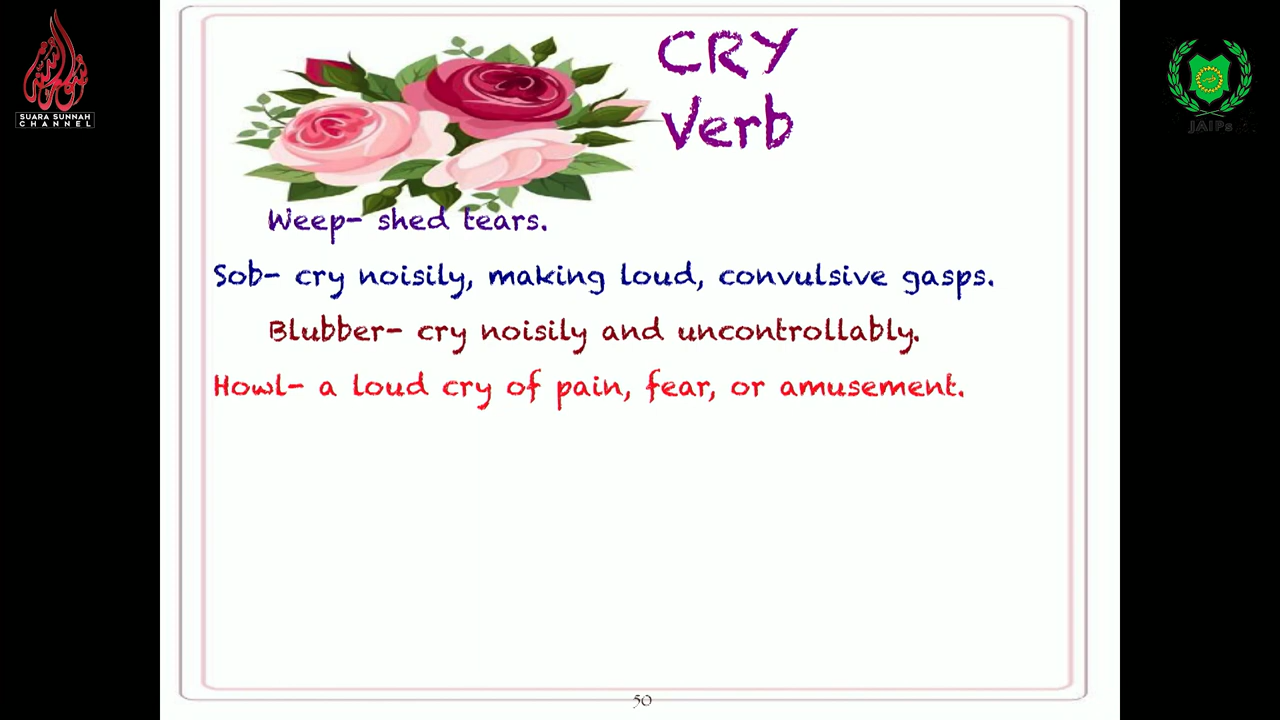 CRY
Verb
Weep- shed tears.
Sob- cry noisily, making loud, convulsive gasps.
Blubber- cry noisily and uncontrollably.
Howl- a loud cry of pain, fear, or amusement.
50
SUARA SUNNAH
CHANNEL
JAIPs